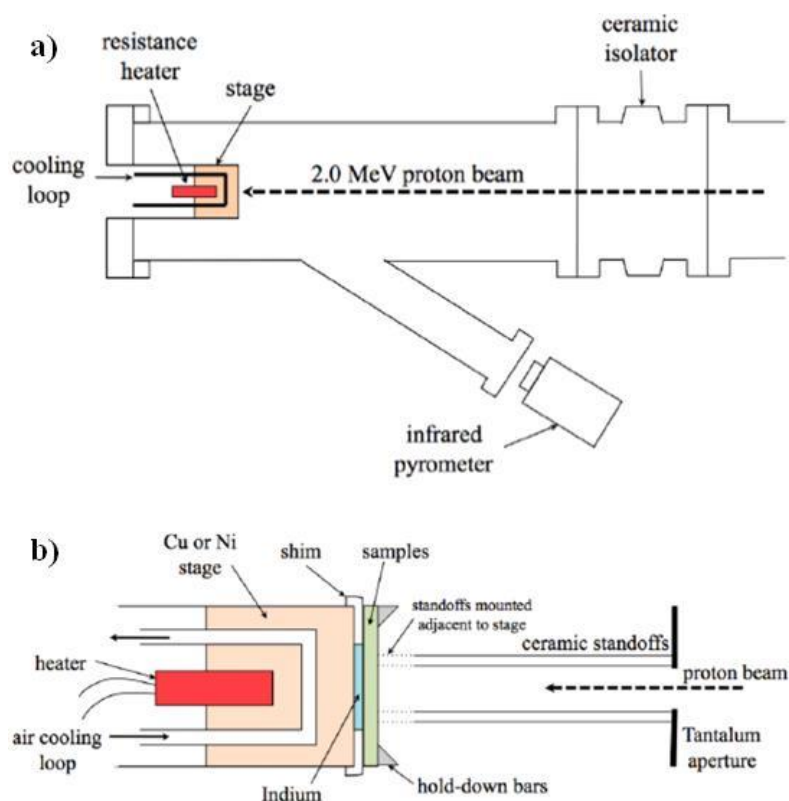 a)
resistance
heater
stage
ceramic
isolator
cooling
loop
2.0 MeV proton beam
infrared
pyrometer
b)
Cu or Ni
stage
shim
samples
standoffs mounted
adjacent to stage
ceramic standoffs
heater
proton beam
air cooling
loop
Tantalum
aperture
Indium
hold-down bars